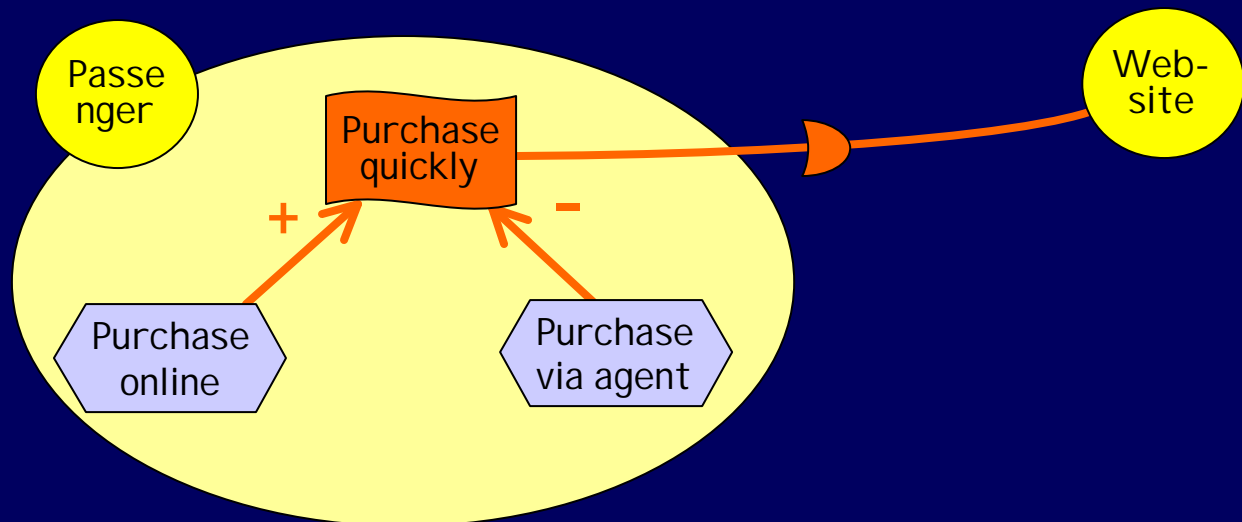 Passe
nger
Web-
site
Purchase
quickly
+
-
Purchase
online
Purchase
via agent